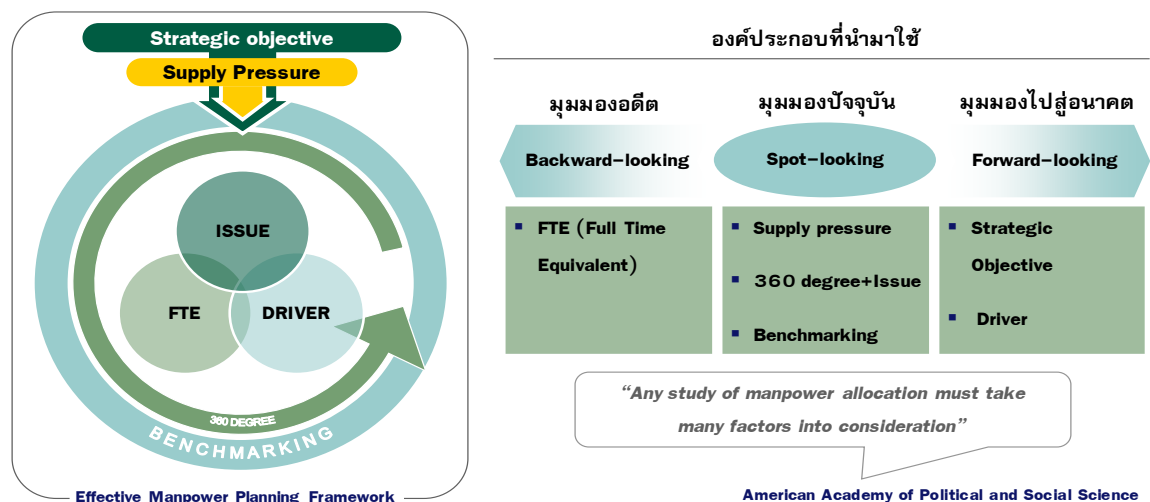 Strategic objective
Supply Pressure
ISSUE
FTE
DRIVER
360 DEGREE
BENCHMARKING
Effective Manpower Planning Framework
องค์ประกอบที่นำมาใช้
มุมมองอดีต
มุมมองปัจจุบัน
มุมมองไปสู่อนาคต
Backward-looking
Spot-looking
Forward-looking
▪ FTE (Full Time
Equivalent)
▪ Supply pressure
▪ 360 degree+Issue
▪ Benchmarking
▪ Strategic
Objective
▪ Driver
“Any study of manpower allocation must take
many factors into consideration”
American Academy of Political and Social Science